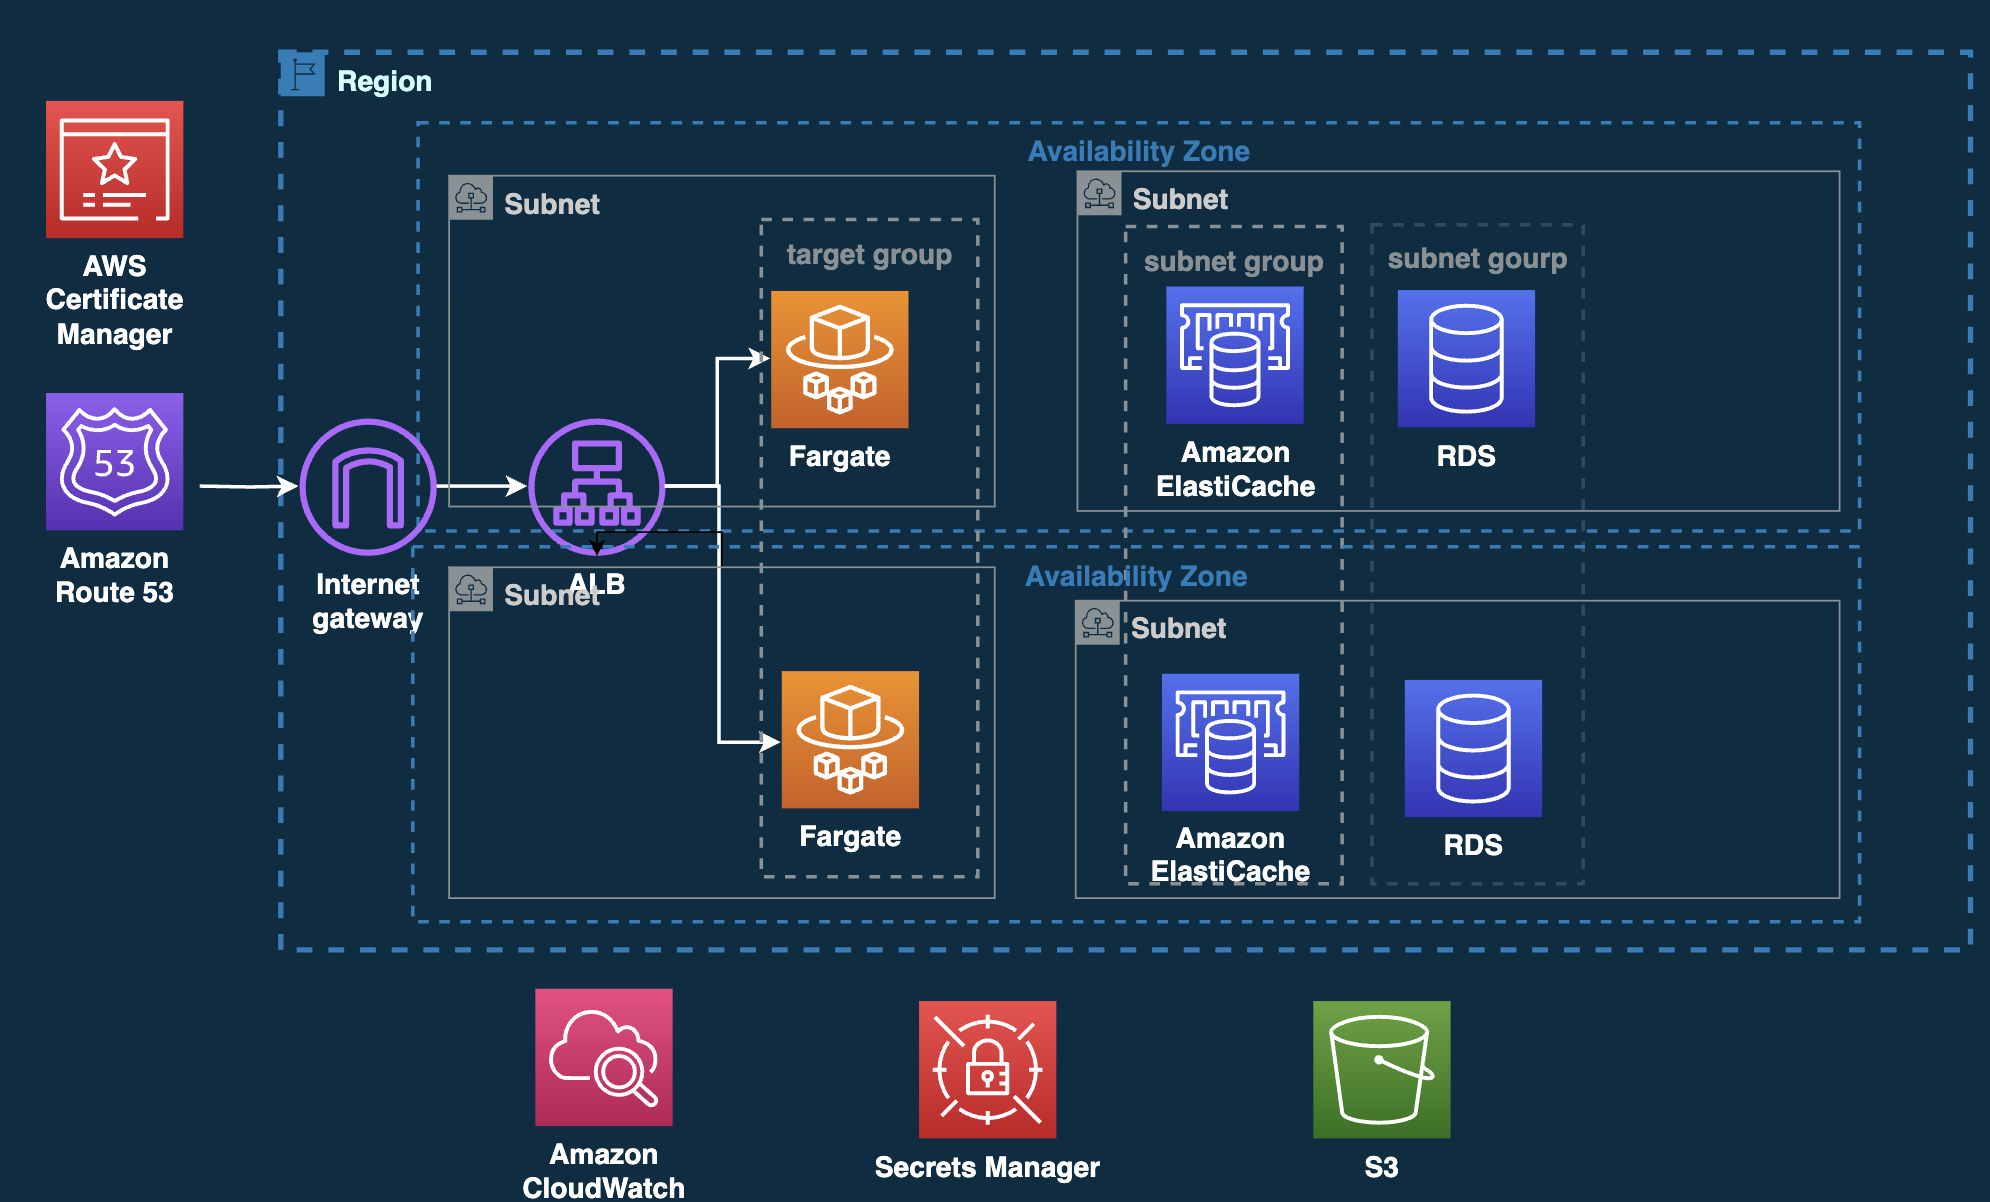 Region
AWS
Certificate
Manager
Availability Zone
Subnet
target group
Fargate
Subnet
subnet group
subnet gourp
Amazon
ElastiCache
RDS
53
Amazon
Route 53
Internet
gateway
ALB
Availability Zone
Subnet
Fargate
Subnet
Amazon
ElastiCache
RDS
Amazon
CloudWatch
Secrets Manager
S3